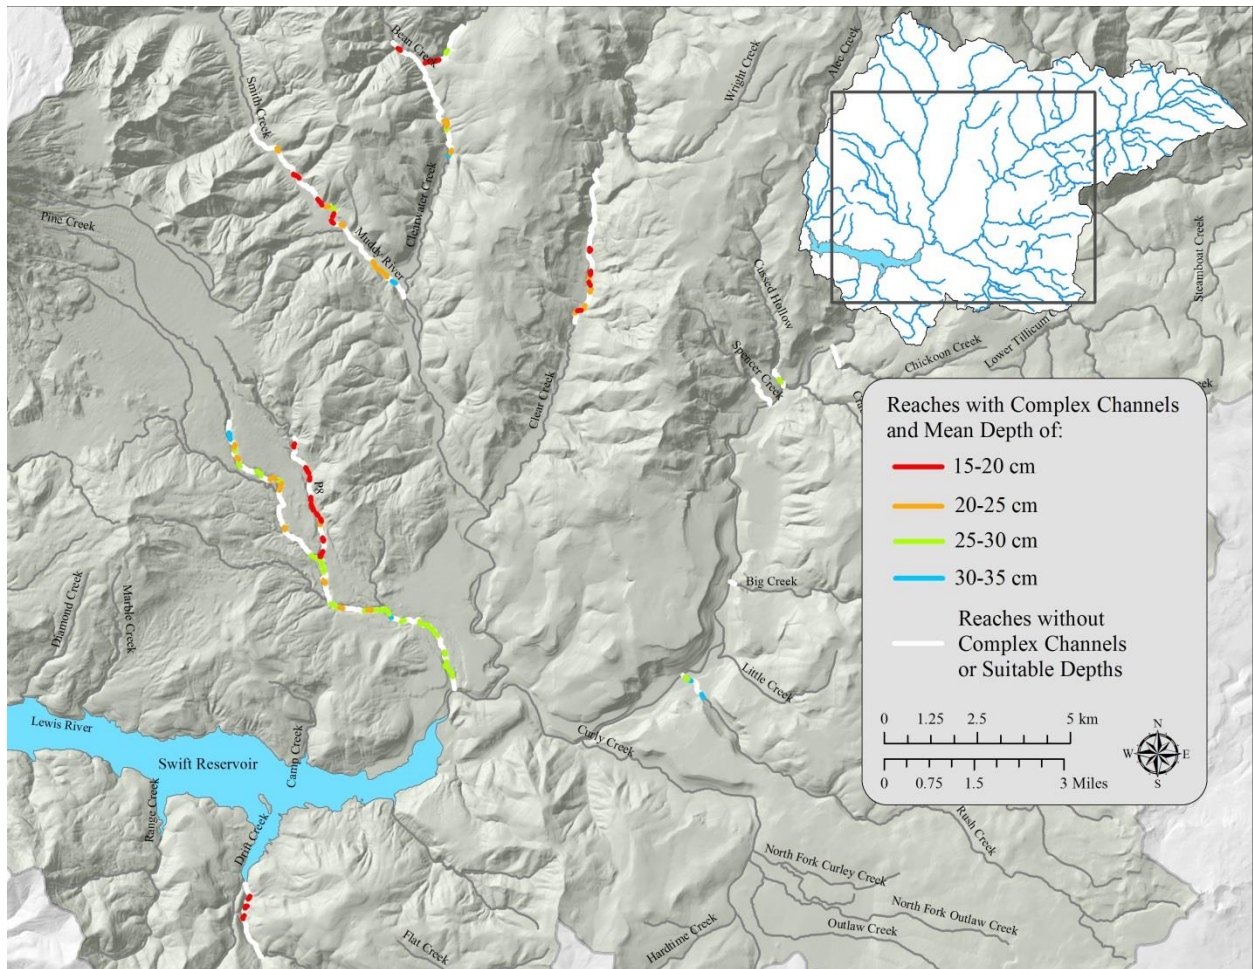 Bean Creek
Wright Creek
Alec Creek
Smith Creek
Clearwater Creek
Pine Creek
Muddy River
Steamboat Creek
Cussed Hollow
Spencer Creek
Chickoon Creek
Lower Tillicum C
Clear Creek
Cra
reek
P8
Diamond Creek
Marble Creek
Big Creek
Little Creek
Lewis River
Swift Reservoir
Camp Creek
Curly Creek
Range Creek
Drift Creek
Rush Creek
North Fork Curley Creek
North Fork Outlaw Creek
Outlaw Creek
Hardtime Creek
Flat Creek
Reaches with Complex Channels
and Mean Depth of:
15-20 cm
20-25 cm
25-30 cm
30-35 cm
Reaches without
Complex Channels
or Suitable Depths
0 1.25 2.5 5 km
0 0.75 1.5 3 Miles
N
W E
S